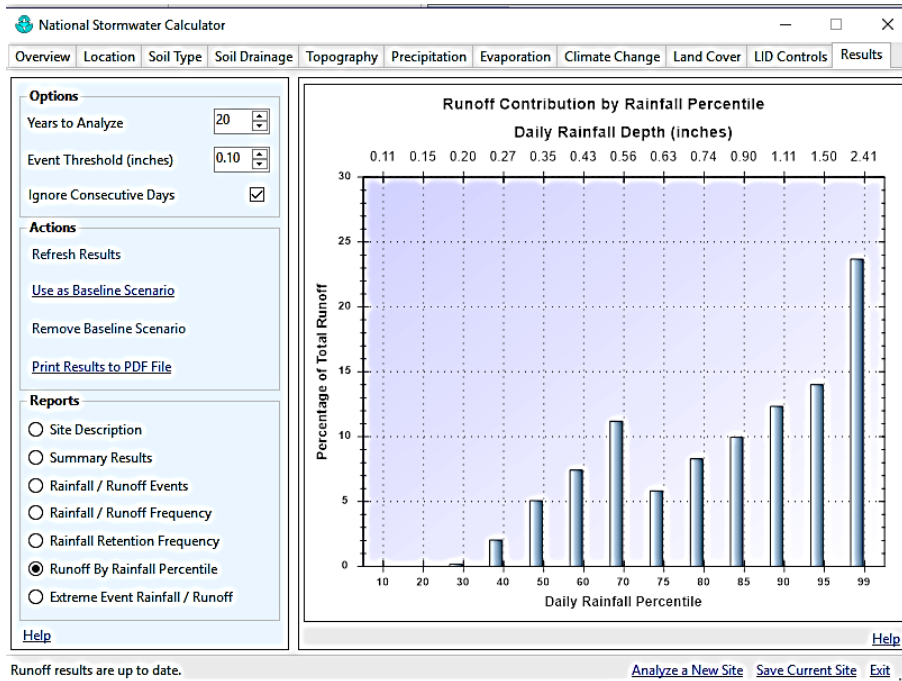 National Stormwater Calculator
Overview Location Soil Type Soil Drainage Topography Precipitation Evaporation Climate Change Land Cover LID Controls Results
Options
Years to Analyze 20
Event Threshold (inches) 0.10
Ignore Consecutive Days
Actions
Refresh Results
Use as Baseline Scenario
Remove Baseline Scenario
Print Results to PDF File
Reports
Site Description
Summary Results
Rainfall / Runoff Events
Rainfall / Runoff Frequency
Rainfall Retention Frequency
Runoff By Rainfall Percentile
Extreme Event Rainfall / Runoff
Help
Runoff Contribution by Rainfall Percentile
Daily Rainfall Depth (inches)
0.11 0.15 0.20 0.27 0.35 0.43 0.56 0.63 0.74 0.90 1.11 1.50 2.41
Percentage of Total Runoff
30
25
20
15
10
5
0
10 20 30 40 50 60 70 75 80 85 90 95 99
Daily Rainfall Percentile
Help
Runoff results are up to date.
Analyze a New Site Save Current Site Exit